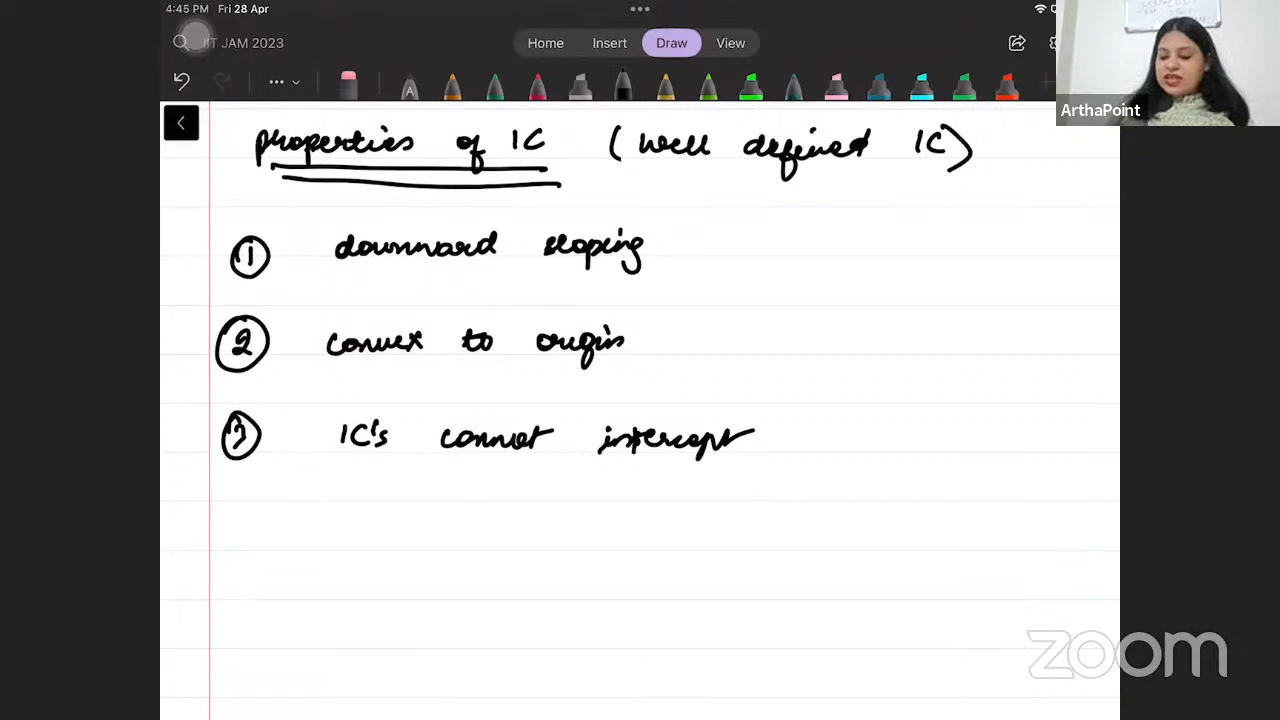 4:45 PM Fri 28 Apr
IIT JAM 2023
Home Insert Draw View
A
ArthaPoint
properties of IC (well defined IC)
1 downward sloping
2 convex to origin
3 IC's cannot intercept
zoom